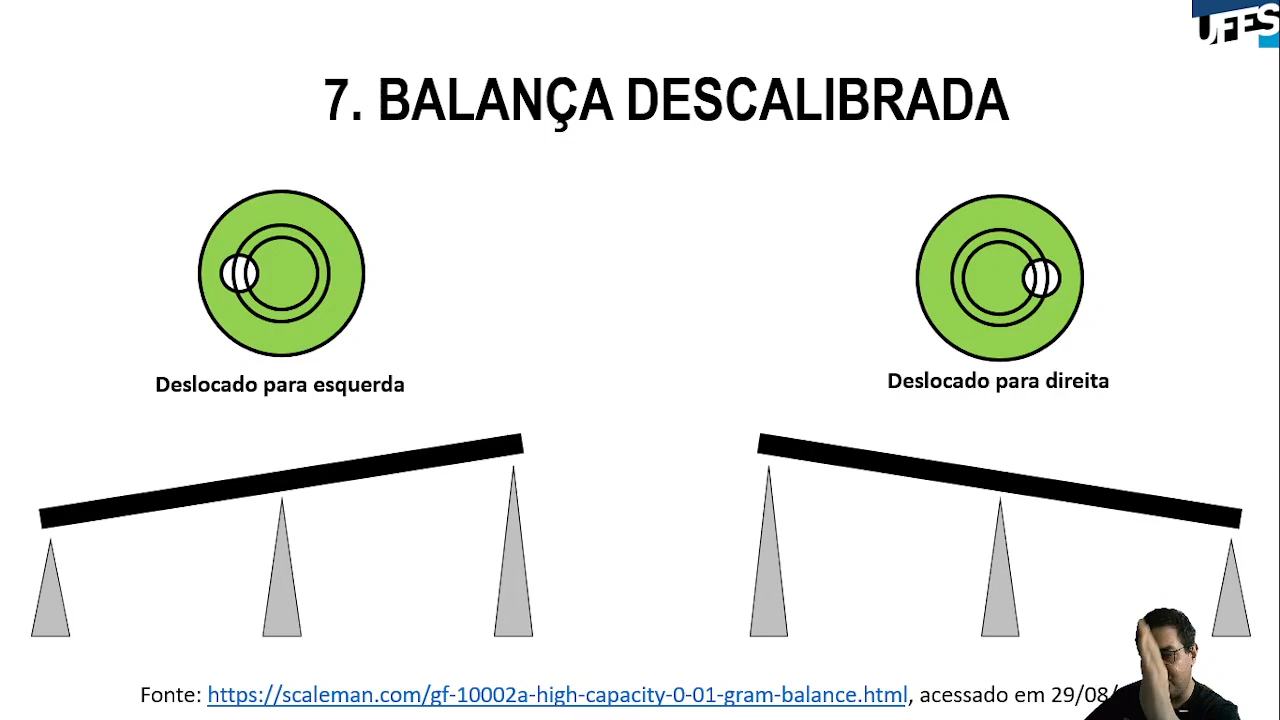 UFES
7. BALANÇA DESCALIBRADA
Deslocado para esquerda
Deslocado para direita
Fonte: https://scaleman.com/gf-10002a-high-capacity-0-01-gram-balance.html, acessado em 29/08/